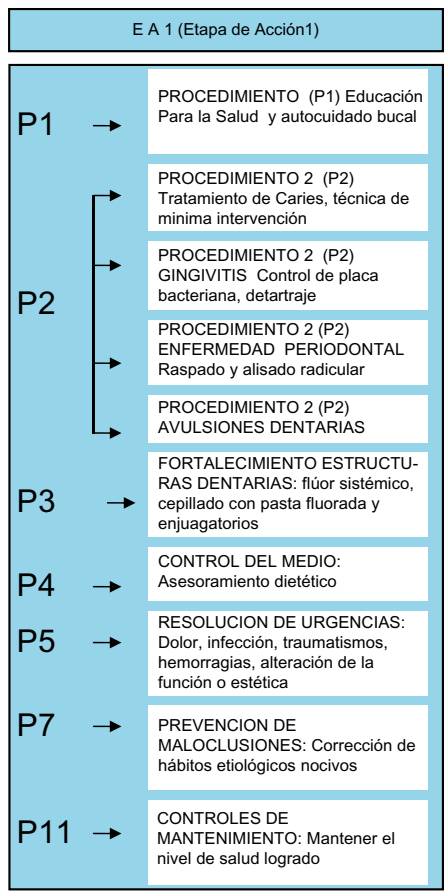 E A 1 (Etapa de Acción1)
P1
PROCEDIMIENTO (P1) Educación
Para la Salud y autocuidado bucal
P2
PROCEDIMIENTO 2 (P2)
Tratamiento de Caries, técnica de
minima intervención
PROCEDIMIENTO 2 (P2)
GINGIVITIS Control de placa
bacteriana, detartraje
PROCEDIMIENTO 2 (P2)
ENFERMEDAD PERIODONTAL
Raspado y alisado radicular
PROCEDIMIENTO 2 (P2)
AVULSIONES DENTARIAS
P3
FORTALECIMIENTO ESTRUCTU-
RAS DENTARIAS: flúor sistémico,
cepillado con pasta fluorada y
enjuagatorios
P4
CONTROL DEL MEDIO:
Asesoramiento dietético
P5
RESOLUCION DE URGENCIAS:
Dolor, infección, traumatismos,
hemorragias, alteración de la
función o estética
P7
PREVENCION DE
MALOCLUSIONES: Corrección de
hábitos etiológicos nocivos
P11
CONTROLES DE
MANTENIMIENTO: Mantener el
nivel de salud logrado